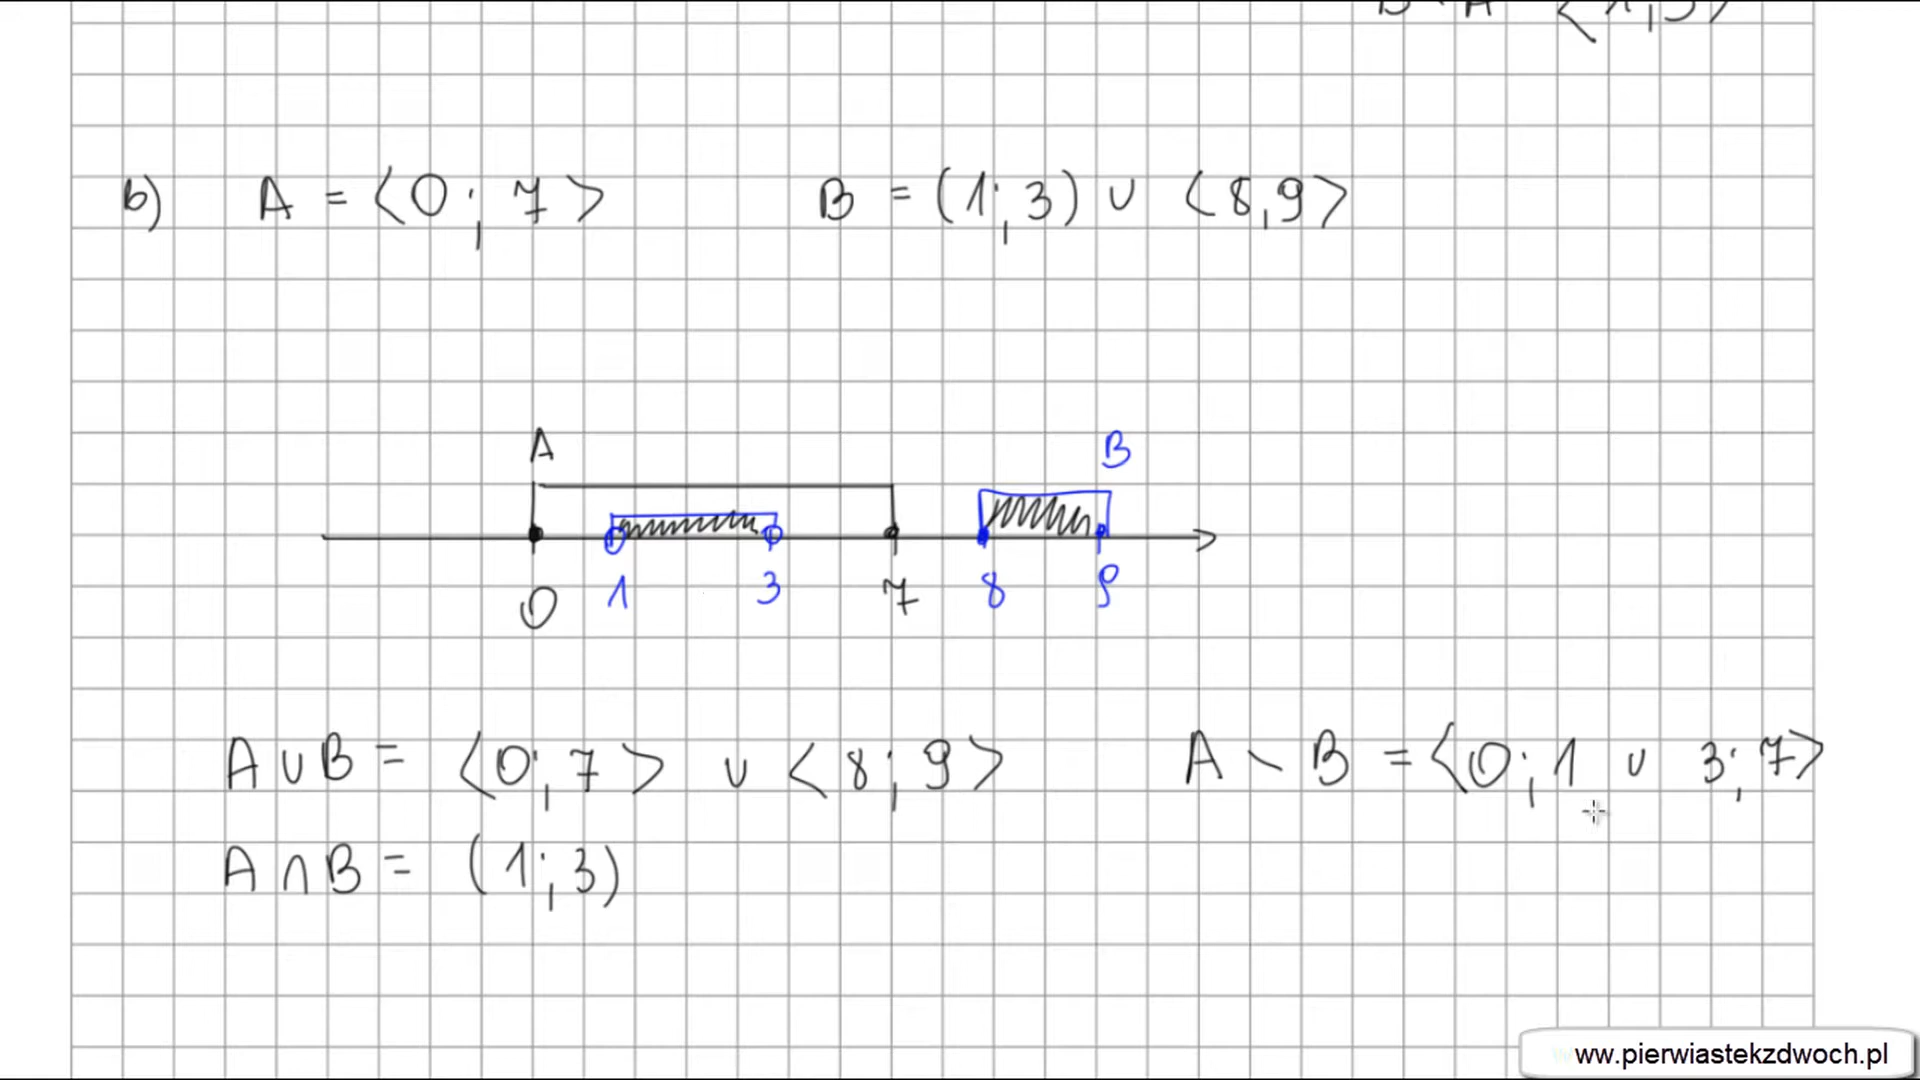 b) A = <0; 7> B = (1; 3) ∪ <8,9>
A B
0 1 3 7 8 9
A ∪ B = <0; 7> ∪ <8; 9> A \ B = <0; 1 ∪ 3; 7>
A ∩ B = (1; 3)
www.pierwiastekzdwoch.pl